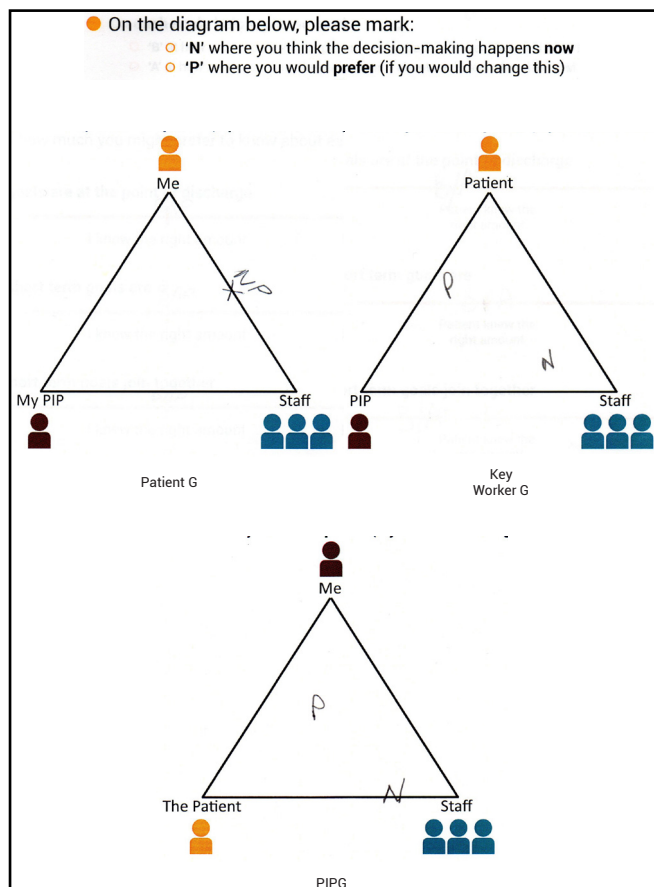 On the diagram below, please mark:
'N' where you think the decision-making happens now
'P' where you would prefer (if you would change this)
Me
NP
My PIP
Staff
Patient G
Patient
P
N
PIP
Staff
Key
Worker G
Me
P
N
The Patient
Staff
PIPG